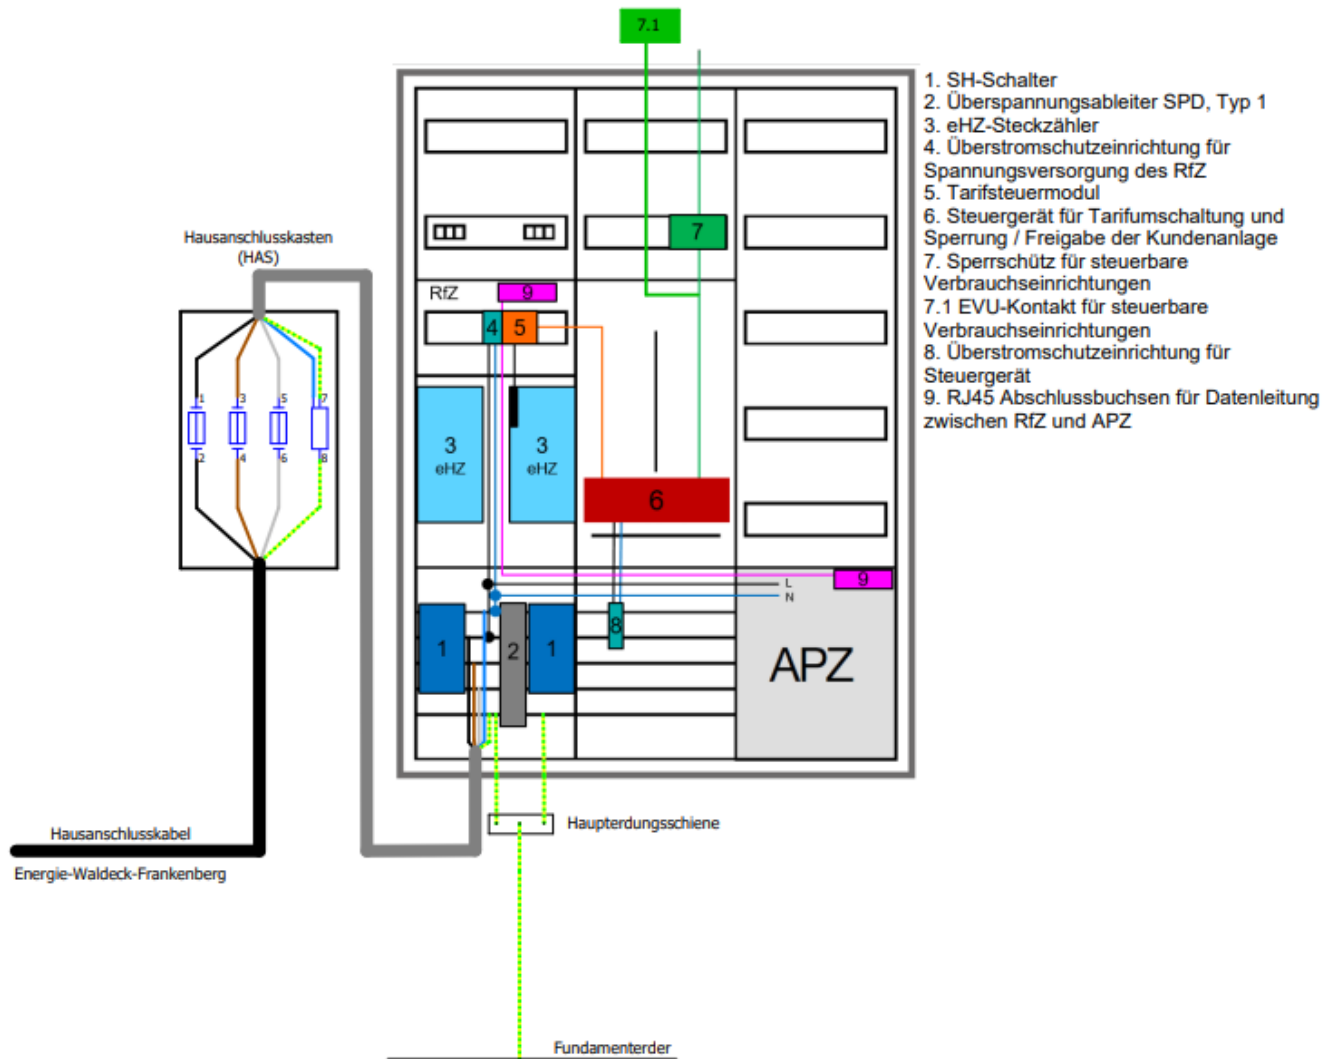 7.1
1. SH-Schalter
2. Überspannungsableiter SPD, Typ 1
3. eHZ-Steckzähler
4. Überstromschutzeinrichtung für
Spannungsversorgung des RfZ
5. Tarifsteuermodul
6. Steuergerät für Tarifumschaltung und
Sperrung / Freigabe der Kundenanlage
7. Sperrschütz für steuerbare
Verbrauchseinrichtungen
7.1 EVU-Kontakt für steuerbare
Verbrauchseinrichtungen
8. Überstromschutzeinrichtung für
Steuergerät
9. RJ45 Abschlussbuchsen für Datenleitung
zwischen RfZ und APZ
Hausanschlusskasten
(HAS)
1 3 5 7
2 4 6 8
7
RfZ
9
4 5
3
eHZ
3
eHZ
6
L
N
9
1
2
1
8
APZ
Haupterdungsschiene
Hausanschlusskabel
Energie-Waldeck-Frankenberg
Fundamenterder